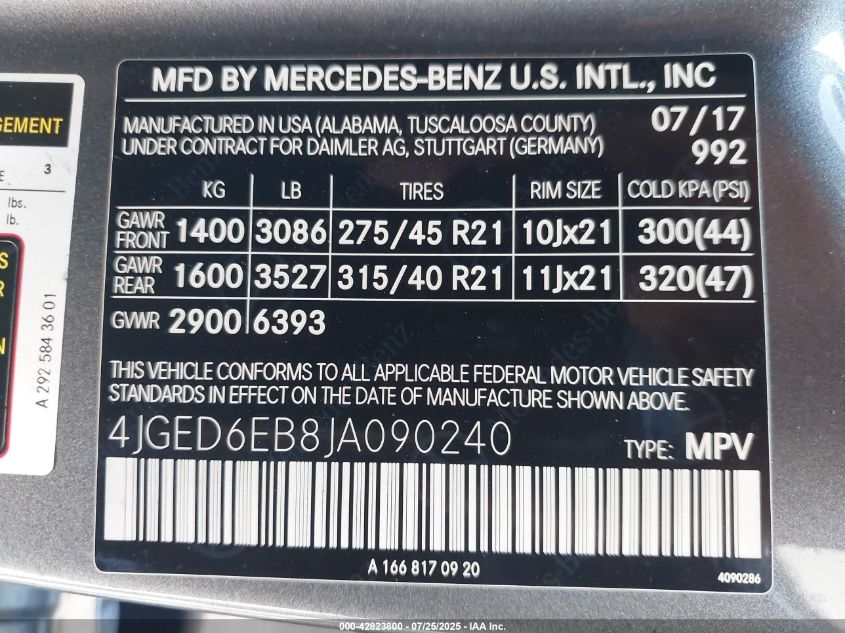 MFD BY MERCEDES-BENZ U.S. INTL., INC
MANUFACTURED IN USA (ALABAMA, TUSCALOOSA COUNTY) 07/17
UNDER CONTRACT FOR DAIMLER AG, STUTTGART (GERMANY) 992
KG LB TIRES RIM SIZE COLD KPA (PSI)
GAWR FRONT 1400 3086 275/45 R21 10Jx21 300(44)
GAWR REAR 1600 3527 315/40 R21 11Jx21 320(47)
GVWR 2900 6393
THIS VEHICLE CONFORMS TO ALL APPLICABLE FEDERAL MOTOR VEHICLE SAFETY
STANDARDS IN EFFECT ON THE DATE OF MANUFACTURE SHOWN ABOVE.
4JGED6EB8JA090240 TYPE: MPV
A 166 817 09 20
4090286
3
lbs.
lb.
A 292 584 36 01
000-42823800 - 07/25/2025 - IAA Inc.